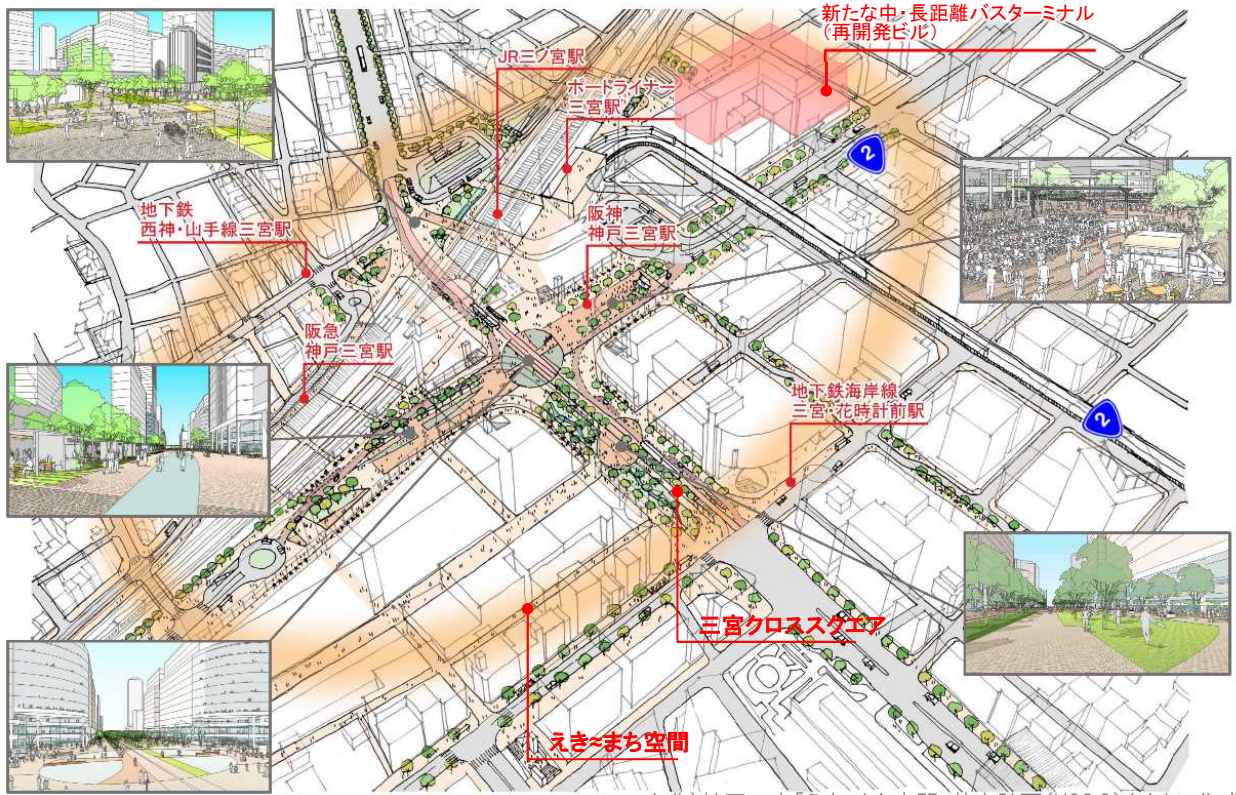 新たな中・長距離バスターミナル
（再開発ビル）
JR三ノ宮駅
ポートライナー
三宮駅
2
地下鉄
西神・山手線三宮駅
阪神
神戸三宮駅
阪急
神戸三宮駅
地下鉄海岸線
三宮・花時計前駅
2
三宮クロススクエア
えき≈まち空間